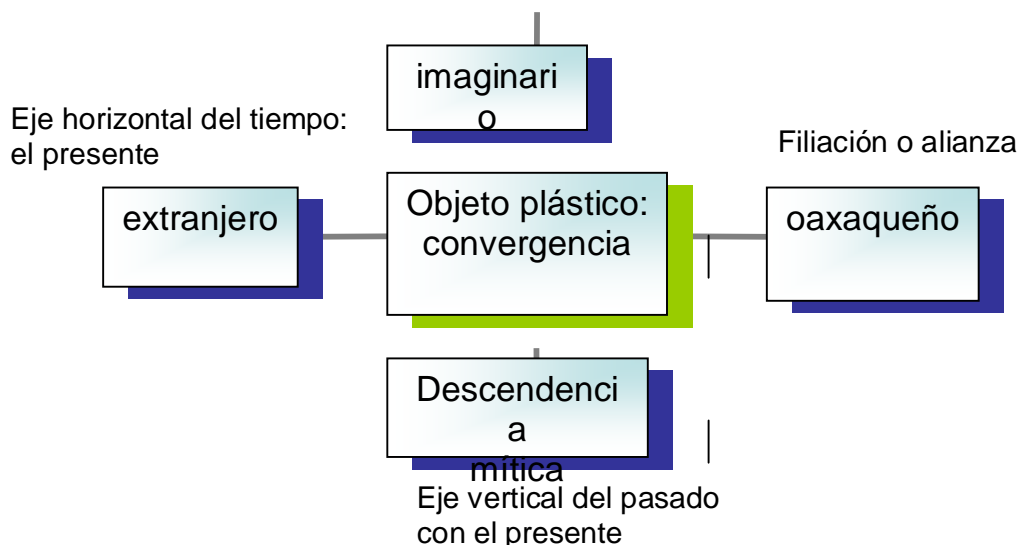 imaginari
o
Eje horizontal del tiempo:
el presente
Filiación o alianza
extranjero
Objeto plástico:
convergencia
oaxaqueño
Descendenci
a
mítica
Eje vertical del pasado
con el presente